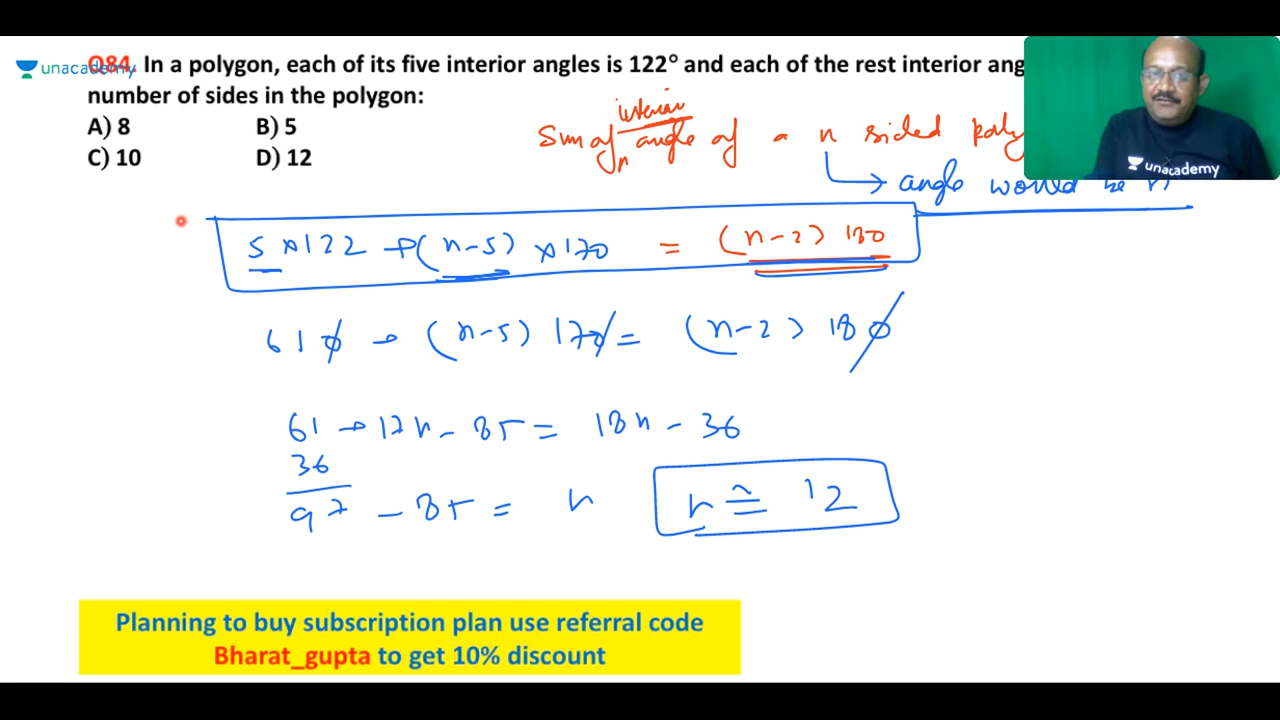 Q84. In a polygon, each of its five interior angles is 122° and each of the rest interior ang
unacademy
number of sides in the polygon:
A) 8 B) 5
C) 10 D) 12
interior
Sum of n angle of a n sided poly
unacademy
angle would be n
5 × 122 + (n-5) × 170 = (n-2) 180
610 + (n-5) 170 = (n-2) 180
61 + 17n - 85 = 18n - 36
36
97 - 85 = n
n = 12
Planning to buy subscription plan use referral code
Bharat_gupta to get 10% discount